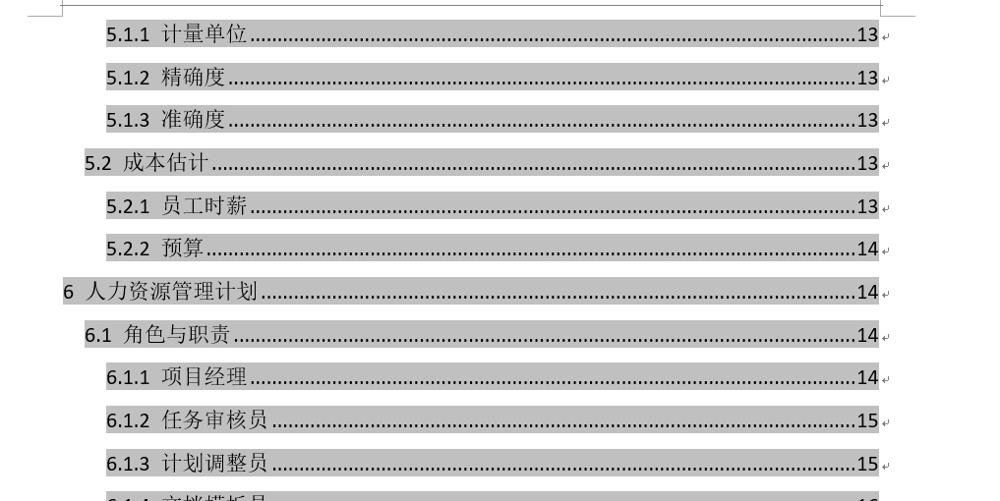 5.1.1 计量单位........................................13
5.1.2 精确度........................................13
5.1.3 准确度........................................13
5.2 成本估计........................................13
5.2.1 员工时薪........................................13
5.2.2 预算........................................14
6 人力资源管理计划........................................14
6.1 角色与职责........................................14
6.1.1 项目经理........................................14
6.1.2 任务审核员........................................15
6.1.3 计划调整员........................................15